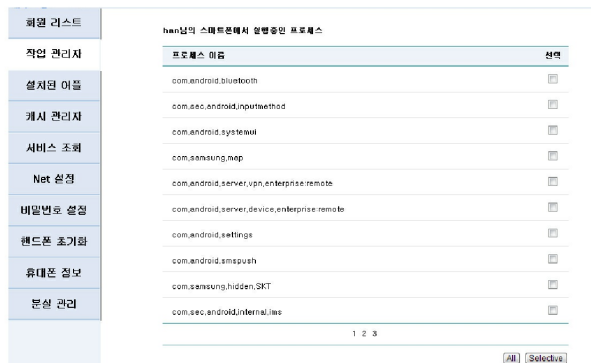 회원 리스트
작업 관리자
설치된 어플
캐시 관리자
서비스 조회
Net 설정
비밀번호 설정
핸드폰 초기화
휴대폰 정보
분실 관리
han님의 스마트폰에서 실행중인 프로세스
프로세스 이름 선택
com,android,bluetooth
com,sec,android,inputmethod
com,android,systemui
com,samsung,map
com,android,server,vpn,enterprise:remote
com,android,server,device,enterprise:remote
com,android,settings
com,android,smspush
com,samsung,hidden,SKT
com,sec,android,internal,ims
1 2 3
All Selective